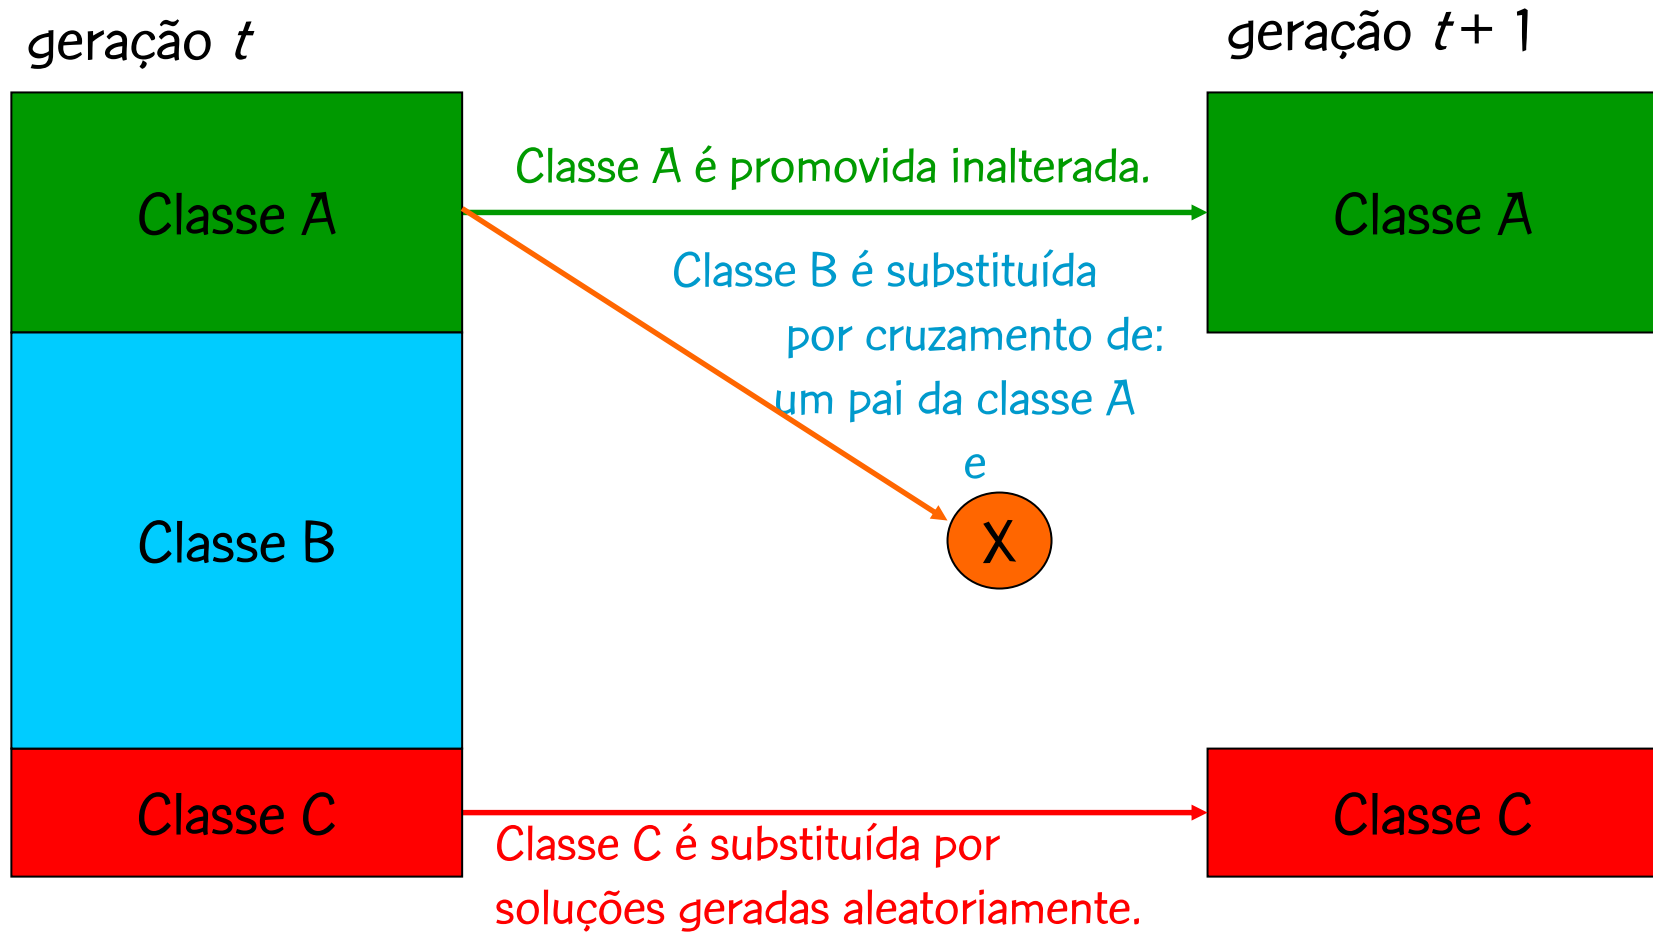 geração t
geração t + 1
Classe A
Classe A é promovida inalterada.
Classe A
Classe B é substituída
por cruzamento de:
um pai da classe A
e
X
Classe B
Classe C
Classe C é substituída por
soluções geradas aleatoriamente.
Classe C